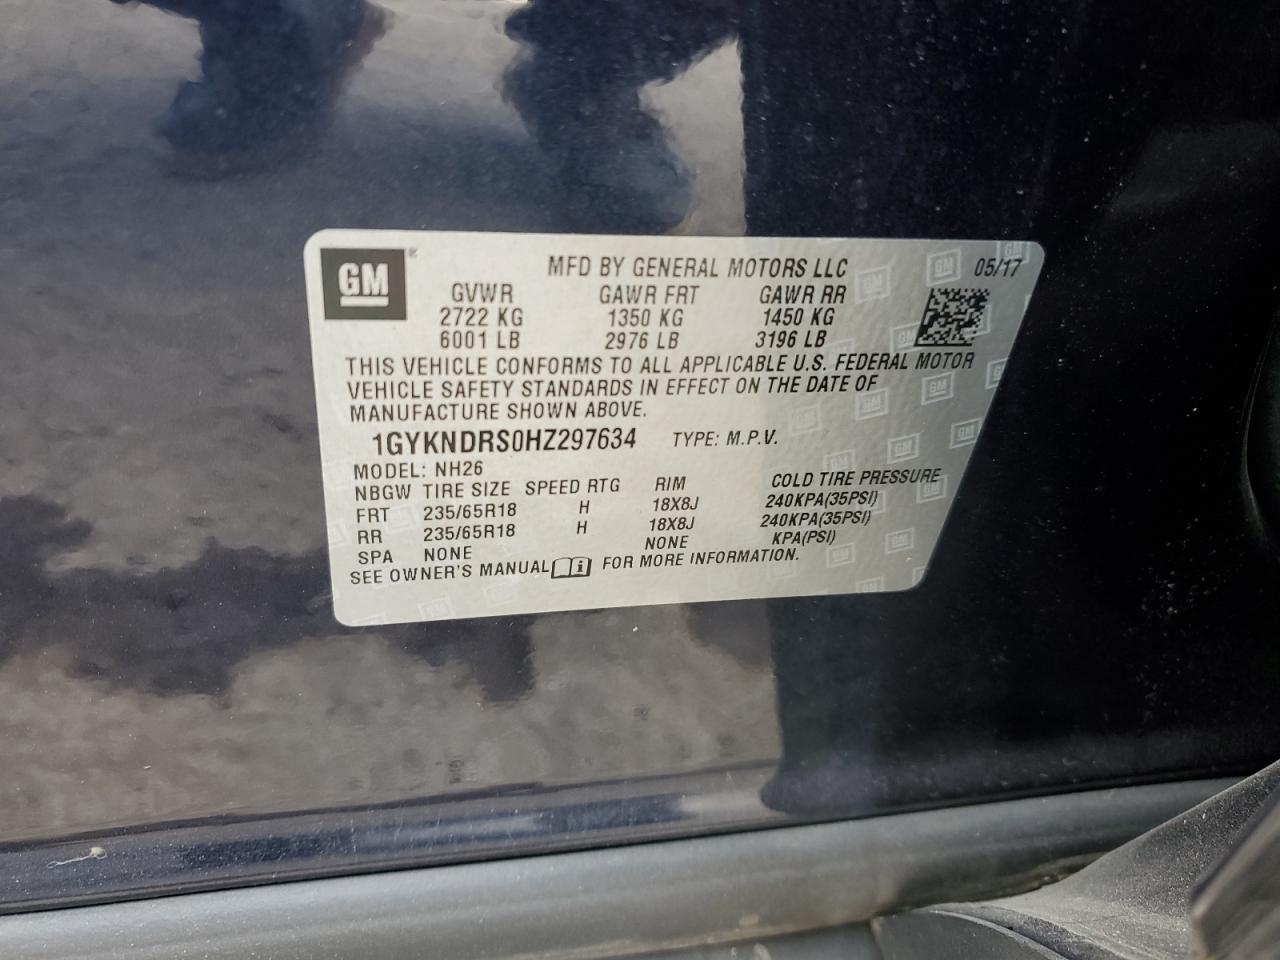 GM ®
MFD BY GENERAL MOTORS LLC 05/17
GVWR GAWR FRT GAWR RR
2722 KG 1350 KG 1450 KG
6001 LB 2976 LB 3196 LB
THIS VEHICLE CONFORMS TO ALL APPLICABLE U.S. FEDERAL MOTOR
VEHICLE SAFETY STANDARDS IN EFFECT ON THE DATE OF
MANUFACTURE SHOWN ABOVE.
1GYKNDRS0HZ297634 TYPE: M.P.V.
MODEL: NH26
NBGW TIRE SIZE SPEED RTG RIM COLD TIRE PRESSURE
FRT 235/65R18 H 18X8J 240KPA(35PSI)
RR 235/65R18 H 18X8J 240KPA(35PSI)
SPA NONE NONE KPA(PSI)
SEE OWNER'S MANUAL FOR MORE INFORMATION.